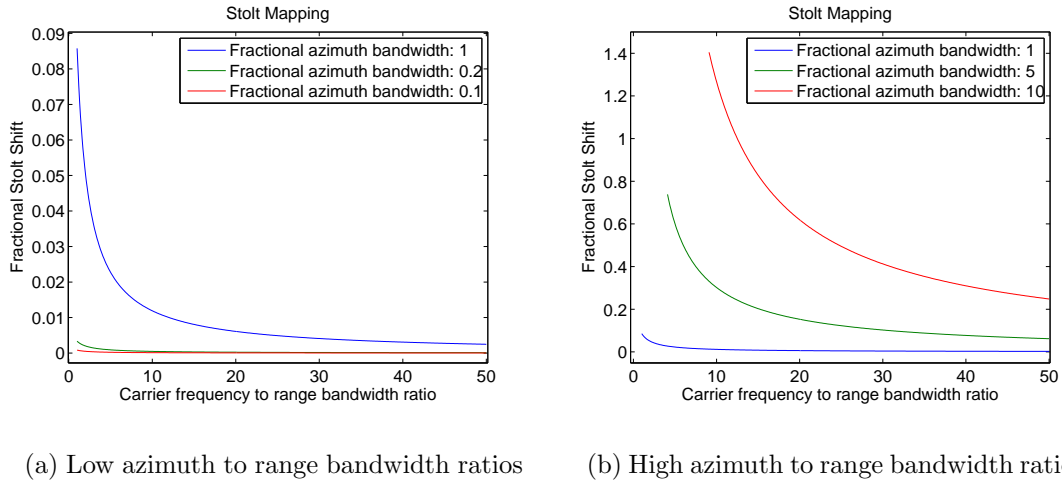 Stolt Mapping
0.09
0.08
0.07
0.06
0.05
0.04
0.03
0.02
0.01
0
Fractional Stolt Shift
Fractional azimuth bandwidth: 1
Fractional azimuth bandwidth: 0.2
Fractional azimuth bandwidth: 0.1
0 10 20 30 40 50
Carrier frequency to range bandwidth ratio
(a) Low azimuth to range bandwidth ratios
Stolt Mapping
1.4
1.2
1
0.8
0.6
0.4
0.2
0
Fractional Stolt Shift
Fractional azimuth bandwidth: 1
Fractional azimuth bandwidth: 5
Fractional azimuth bandwidth: 10
0 10 20 30 40 50
Carrier frequency to range bandwidth ratio
(b) High azimuth to range bandwidth rati